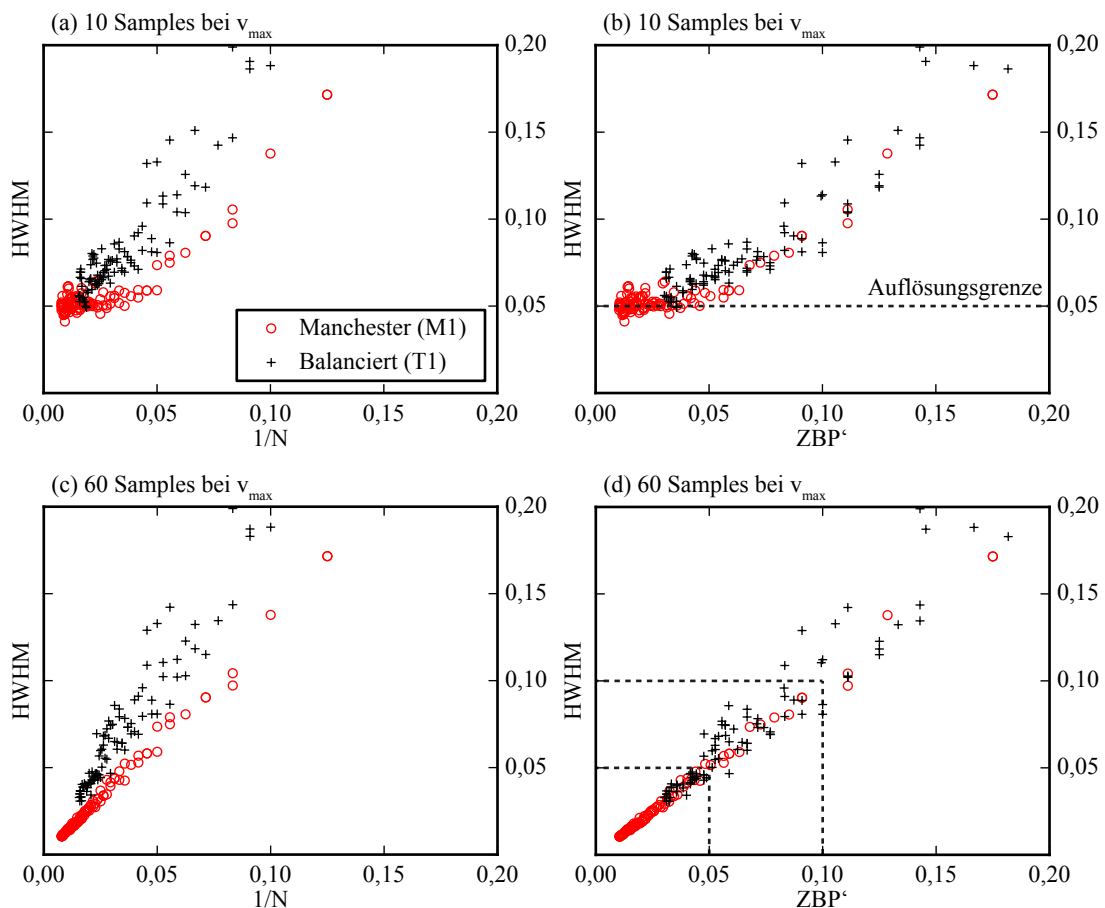 (a) 10 Samples bei vmax
(b) 10 Samples bei vmax
0,20
0,20
0,15
0,15
HWHM
HWHM
0,10
0,10
Auflösungsgrenze
0,05
0,05
Manchester (M1)
Balanciert (T1)
0,00 0,05 0,10 0,15 0,20
0,00 0,05 0,10 0,15 0,20
1/N
ZBP‘
(c) 60 Samples bei vmax
(d) 60 Samples bei vmax
0,20
0,20
0,15
0,15
HWHM
HWHM
0,10
0,10
0,05
0,05
0,00 0,05 0,10 0,15 0,20
0,00 0,05 0,10 0,15 0,20
1/N
ZBP‘